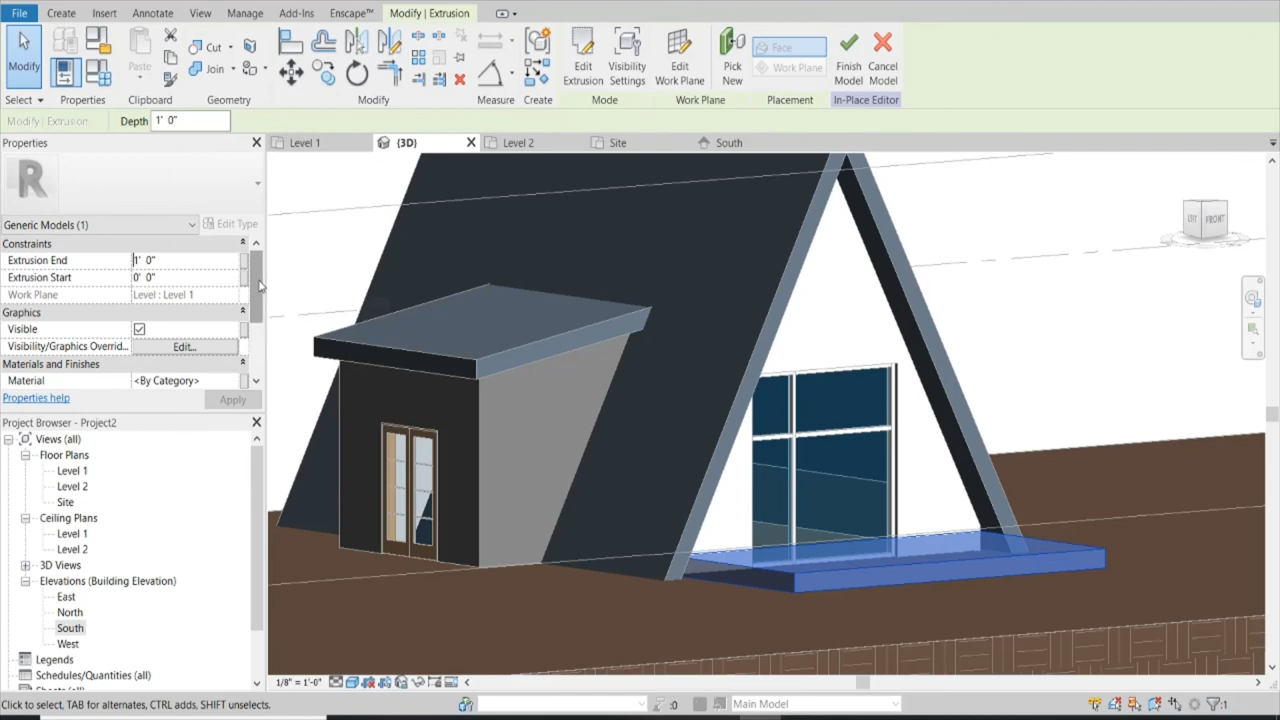 File Create Insert Annotate View Manage Add-Ins Enscape™ Modify | Extrusion
Modify Paste Cut Join Edit Extrusion Visibility Settings Edit Work Plane Pick New Face Work Plane Finish Model Cancel Model
Select Properties Clipboard Geometry Modify Measure Create Mode Work Plane Placement In-Place Editor
Modify | Extrusion Depth 1' 0"
Properties
Level 1 {3D} Level 2 Site South
R
Generic Models (1) Edit Type
Constraints
Extrusion End 1' 0"
Extrusion Start 0' 0"
Work Plane Level : Level 1
Graphics
Visible
Visibility/Graphics Overrid... Edit...
Materials and Finishes
Material <By Category>
Properties help Apply
Project Browser - Project2
Views (all)
Floor Plans
Level 1
Level 2
Site
Ceiling Plans
Level 1
Level 2
3D Views
Elevations (Building Elevation)
East
North
South
West
Legends
Schedules/Quantities (all)
FRONT
1/8" = 1'-0"
Click to select, TAB for alternates, CTRL adds, SHIFT unselects. :0 Main Model :1